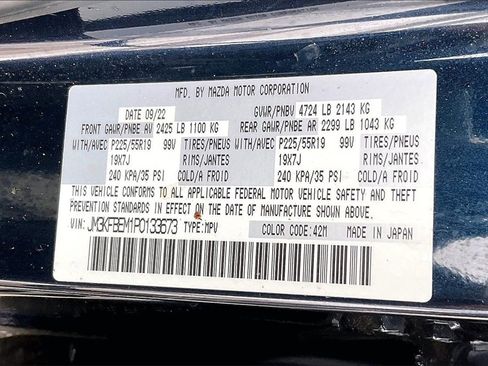 MFD. BY MAZDA MOTOR CORPORATION
DATE 09/22 GVWR/PNBV 4724 LB 2143 KG
FRONT GAWR/PNBE AV 2425 LB 1100 KG REAR GAWR/PNBE AR 2299 LB 1043 KG
WITH/AVEC P225/55R19 99V TIRES/PNEUS WITH/AVEC P225/55R19 99V TIRES/PNEUS
19X7J RIMS/JANTES 19X7J RIMS/JANTES
240 KPA/35 PSI COLD/A FROID 240 KPA/35 PSI COLD/A FROID
THIS VEHICLE CONFORMS TO ALL APPLICABLE FEDERAL MOTOR VEHICLE SAFETY AND THEFT
PREVENTION STANDARDS IN EFFECT ON THE DATE OF MANUFACTURE SHOWN ABOVE.
VIN: JM3KFBEM1P0133573 TYPE:MPV COLOR CODE:42M MADE IN JAPAN